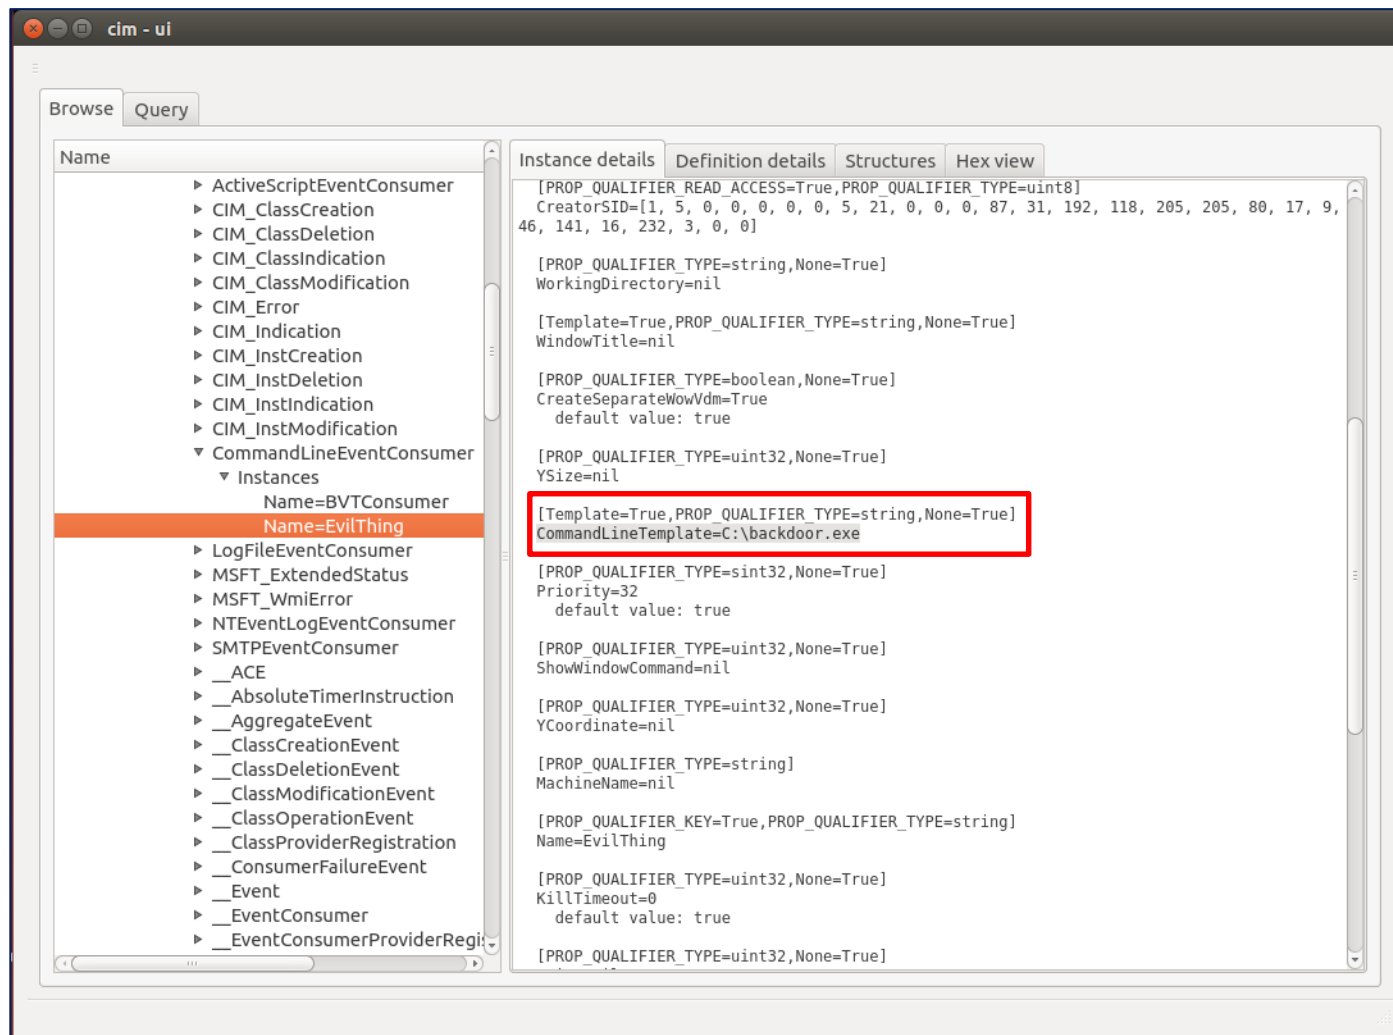 cim - ui
Browse
Query
Name
ActiveScriptEventConsumer
CIM_ClassCreation
CIM_ClassDeletion
CIM_ClassIndication
CIM_ClassModification
CIM_Error
CIM_Indication
CIM_InstCreation
CIM_InstDeletion
CIM_InstIndication
CIM_InstModification
CommandLineEventConsumer
Instances
Name=BVTConsumer
Name=EvilThing
LogFileEventConsumer
MSFT_ExtendedStatus
MSFT_WmiError
NTEventLogEventConsumer
SMTPEventConsumer
__ACE
__AbsoluteTimerInstruction
__AggregateEvent
__ClassCreationEvent
__ClassDeletionEvent
__ClassModificationEvent
__ClassOperationEvent
__ClassProviderRegistration
__ConsumerFailureEvent
__Event
__EventConsumer
__EventConsumerProviderRegis
Instance details
Definition details
Structures
Hex view
[PROP_QUALIFIER_READ_ACCESS=True,PROP_QUALIFIER_TYPE=uint8]
CreatorSID=[1, 5, 0, 0, 0, 0, 0, 5, 21, 0, 0, 0, 87, 31, 192, 118, 205, 205, 80, 17, 9,
46, 141, 16, 232, 3, 0, 0]
[PROP_QUALIFIER_TYPE=string,None=True]
WorkingDirectory=nil
[Template=True,PROP_QUALIFIER_TYPE=string,None=True]
WindowTitle=nil
[PROP_QUALIFIER_TYPE=boolean,None=True]
CreateSeparateWowVdm=True
default value: true
[PROP_QUALIFIER_TYPE=uint32,None=True]
YSize=nil
[Template=True,PROP_QUALIFIER_TYPE=string,None=True]
CommandLineTemplate=C:\backdoor.exe
[PROP_QUALIFIER_TYPE=sint32,None=True]
Priority=32
default value: true
[PROP_QUALIFIER_TYPE=uint32,None=True]
ShowWindowCommand=nil
[PROP_QUALIFIER_TYPE=uint32,None=True]
YCoordinate=nil
[PROP_QUALIFIER_TYPE=string]
MachineName=nil
[PROP_QUALIFIER_KEY=True,PROP_QUALIFIER_TYPE=string]
Name=EvilThing
[PROP_QUALIFIER_TYPE=uint32,None=True]
KillTimeout=0
default value: true
[PROP_QUALIFIER_TYPE=uint32,None=True]